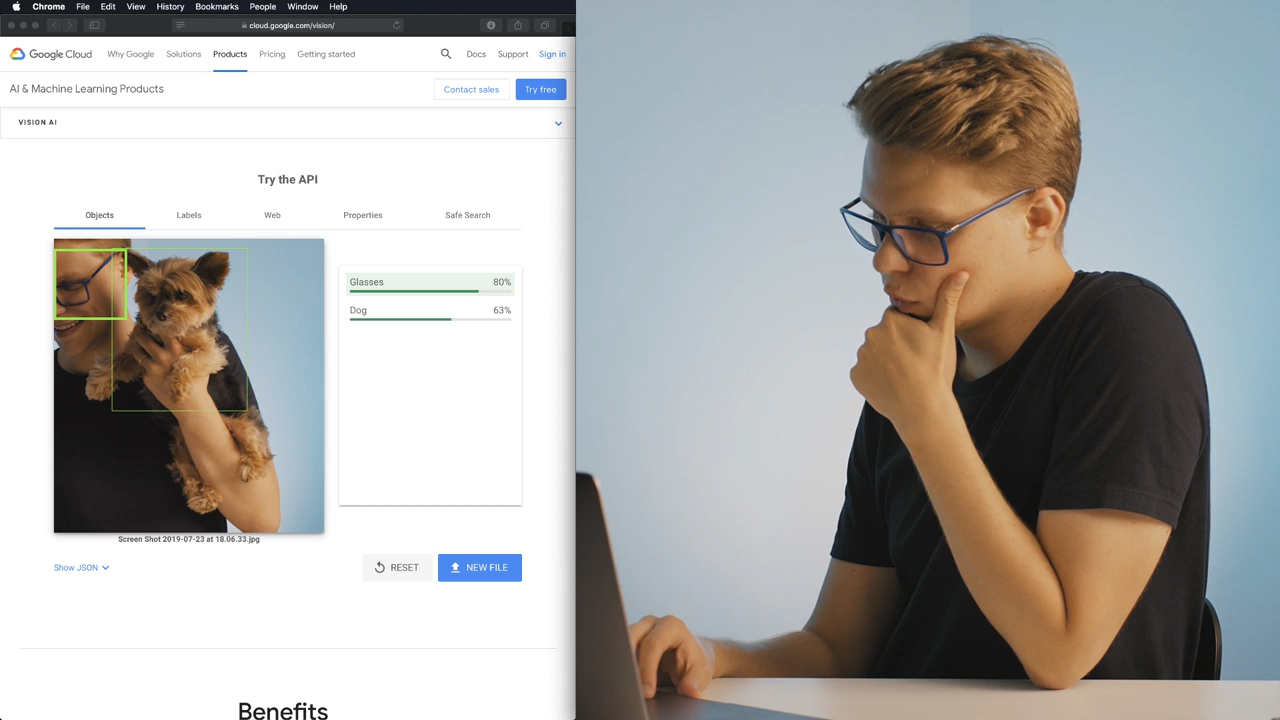 Chrome File Edit View History Bookmarks People Window Help
cloud.google.com/vision/
Google Cloud Why Google Solutions Products Pricing Getting started Docs Support Sign in
AI & Machine Learning Products Contact sales Try free
VISION AI
Try the API
Objects Labels Web Properties Safe Search
Glasses 80%
Dog 63%
Screen Shot 2019-07-23 at 18.06.33.jpg
Show JSON RESET NEW FILE
Benefits